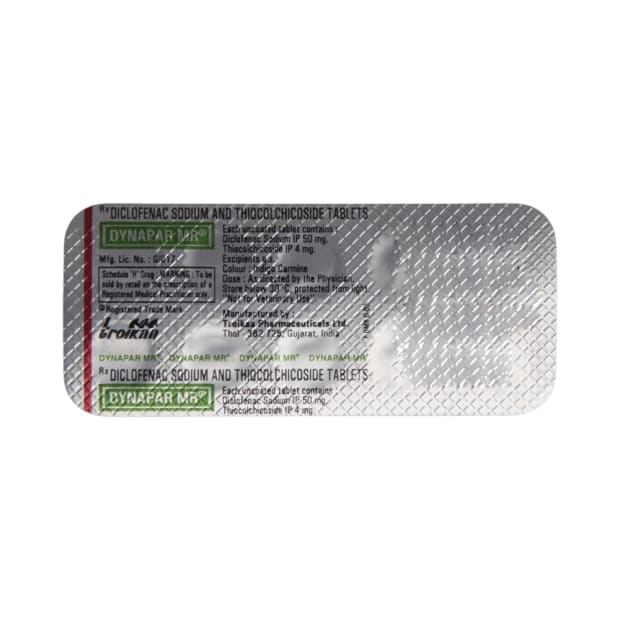 Rx DICLOFENAC SODIUM AND THIOCOLCHICOSIDE TABLETS
DYNAPAR MR®
Mfg. Lic. No. : G/817
Schedule 'H' Drug : WARNING : To be
sold by retail on the prescription of a
Registered Medical Practitioner only.
®Registered Trade Mark
troikaa
Each uncoated tablet contains :
Diclofenac Sodium IP 50 mg.
Thiocolchicoside IP 4 mg.
Excipients q.s.
Colour : Indigo Carmine
Dose : As directed by the Physician.
Store below 30°C, protected from light.
"Not for Veterinary Use"
Manufactured by :
Troikaa Pharmaceuticals Ltd.
Thol - 382 728, Gujarat, India.
DYNAPAR MR® DYNAPAR MR® DYNAPAR MR® DYNAPAR MR®
Rx DICLOFENAC SODIUM AND THIOCOLCHICOSIDE TABLETS
DYNAPAR MR®
Each uncoated tablet contains :
Diclofenac Sodium IP 50 mg.
Thiocolchicoside IP 4 mg.